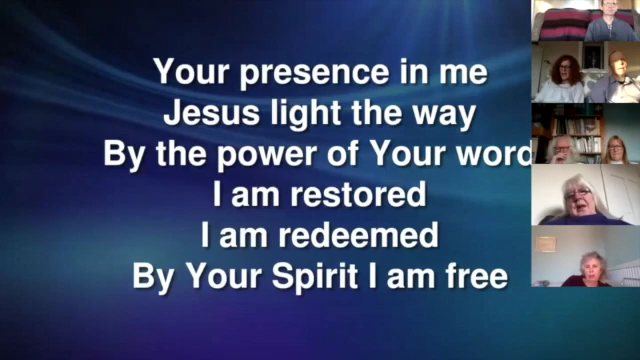 Your presence in me
Jesus light the way
By the power of Your word
I am restored
I am redeemed
By Your Spirit I am free